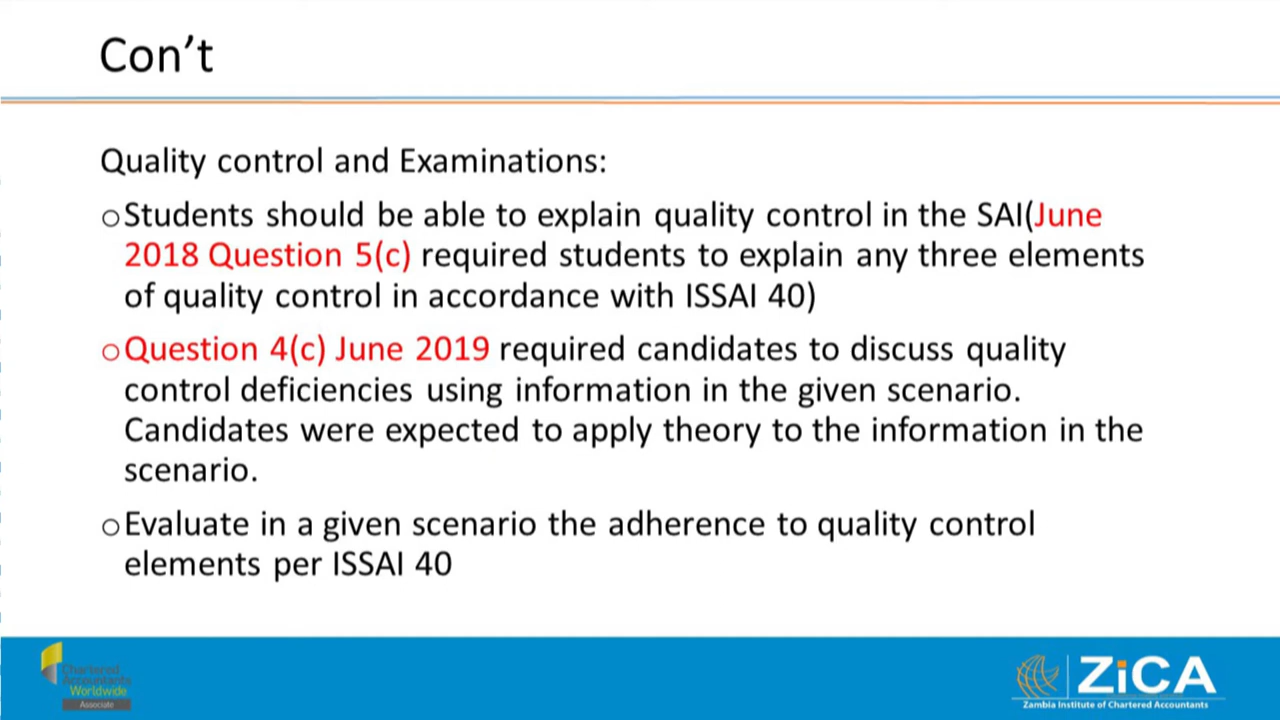 Con’t
Quality control and Examinations:
oStudents should be able to explain quality control in the SAI(June
2018 Question 5(c) required students to explain any three elements
of quality control in accordance with ISSAI 40)
oQuestion 4(c) June 2019 required candidates to discuss quality
control deficiencies using information in the given scenario.
Candidates were expected to apply theory to the information in the
scenario.
oEvaluate in a given scenario the adherence to quality control
elements per ISSAI 40
Chartered
Accountants
Worldwide
Associate
ZiCA
Zambia Institute of Chartered Accountants